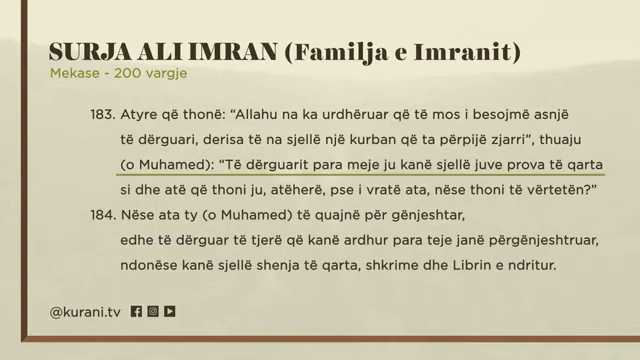 SURJA ALI IMRAN (Familja e Imranit)
Mekase - 200 vargje
183. Atyre që thonë: “Allahu na ka urdhëruar që të mos i besojmë asnjë
të dërguari, derisa të na sjellë një kurban që ta përpijë zjarri”, thuaju
(o Muhamed): “Të dërguarit para meje ju kanë sjellë juve prova të qarta
si dhe atë që thoni ju, atëherë, pse i vratë ata, nëse thoni të vërtetën?”
184. Nëse ata ty (o Muhamed) të quajnë për gënjeshtar,
edhe të dërguar të tjerë që kanë ardhur para teje janë përgënjeshtruar,
ndonëse kanë sjellë shenja të qarta, shkrime dhe Librin e ndritur.
@kurani.tv